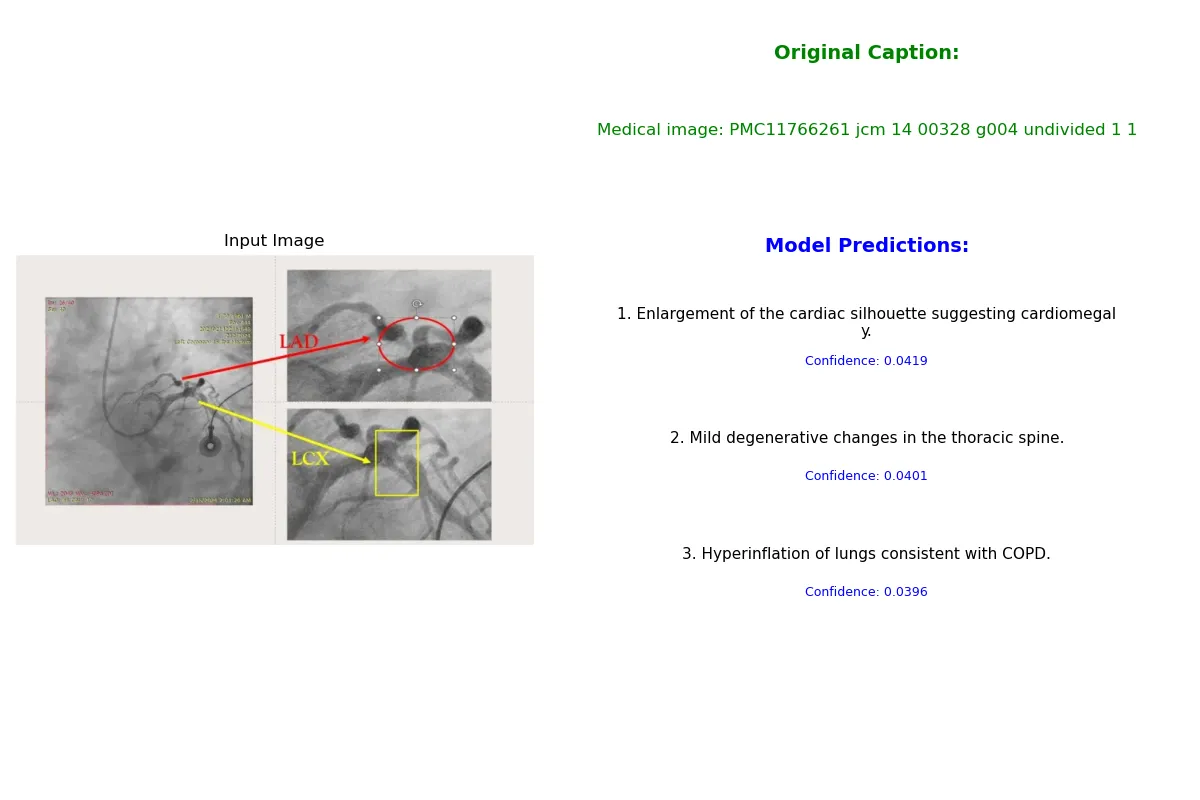 Original Caption:
Medical image: PMC11766261 jcm 14 00328 g004 undivided 1 1
Input Image
LAD
LCX
Model Predictions:
1. Enlargement of the cardiac silhouette suggesting cardiomegal
y.
Confidence: 0.0419
2. Mild degenerative changes in the thoracic spine.
Confidence: 0.0401
3. Hyperinflation of lungs consistent with COPD.
Confidence: 0.0396